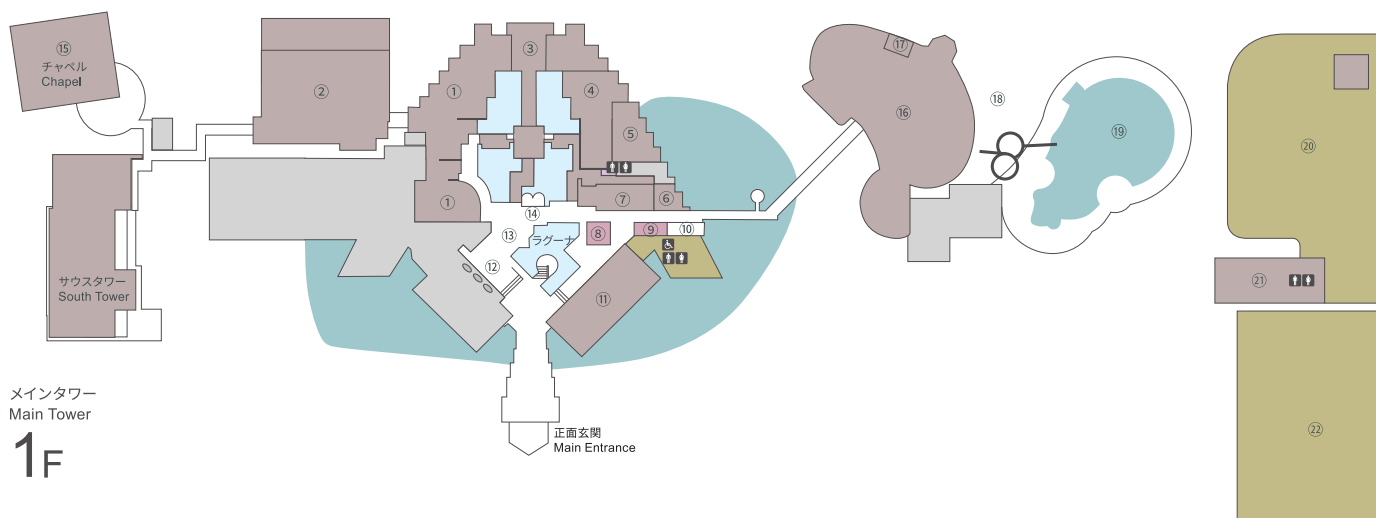 ⑮
チャペル
Chapel
②
①
③
④
⑤
⑰
⑯
⑱
⑲
⑳
①
⑦
⑥
⑭
⑬
ラグーナ
⑧
⑨
⑩
⑫
⑪
サウスタワー
South Tower
㉑
㉒
メインタワー
Main Tower
1F
正面玄関
Main Entrance